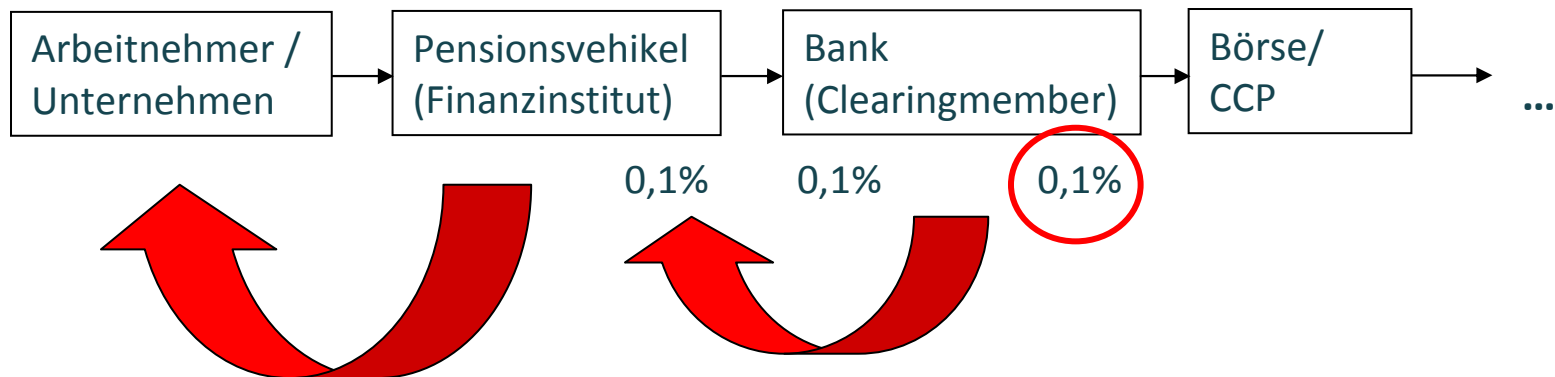 Arbeitnehmer /
Unternehmen
Pensionsvehikel
(Finanzinstitut)
Bank
(Clearingmember)
Börse/
CCP
...
0,1%
0,1%
0,1%